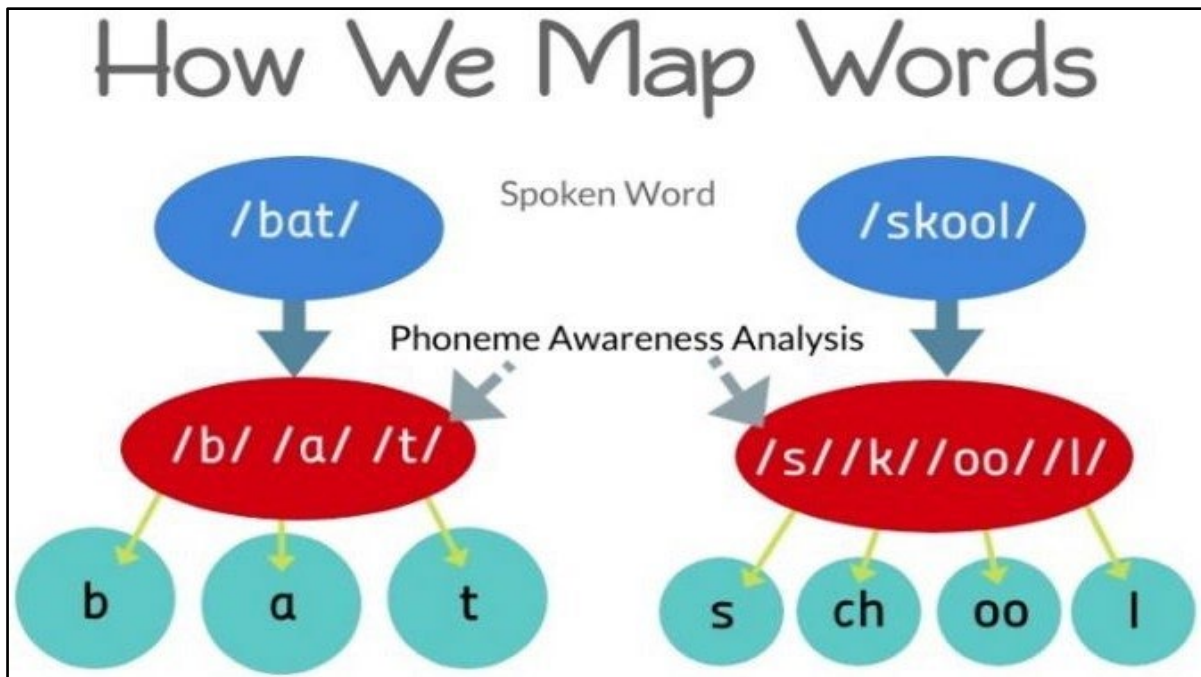 How We Map Words
/bat/
Spoken Word
/skool/
Phoneme Awareness Analysis
/b/ /a/ /t/
/s//k//oo//l/
b
a
t
s
ch
oo
l